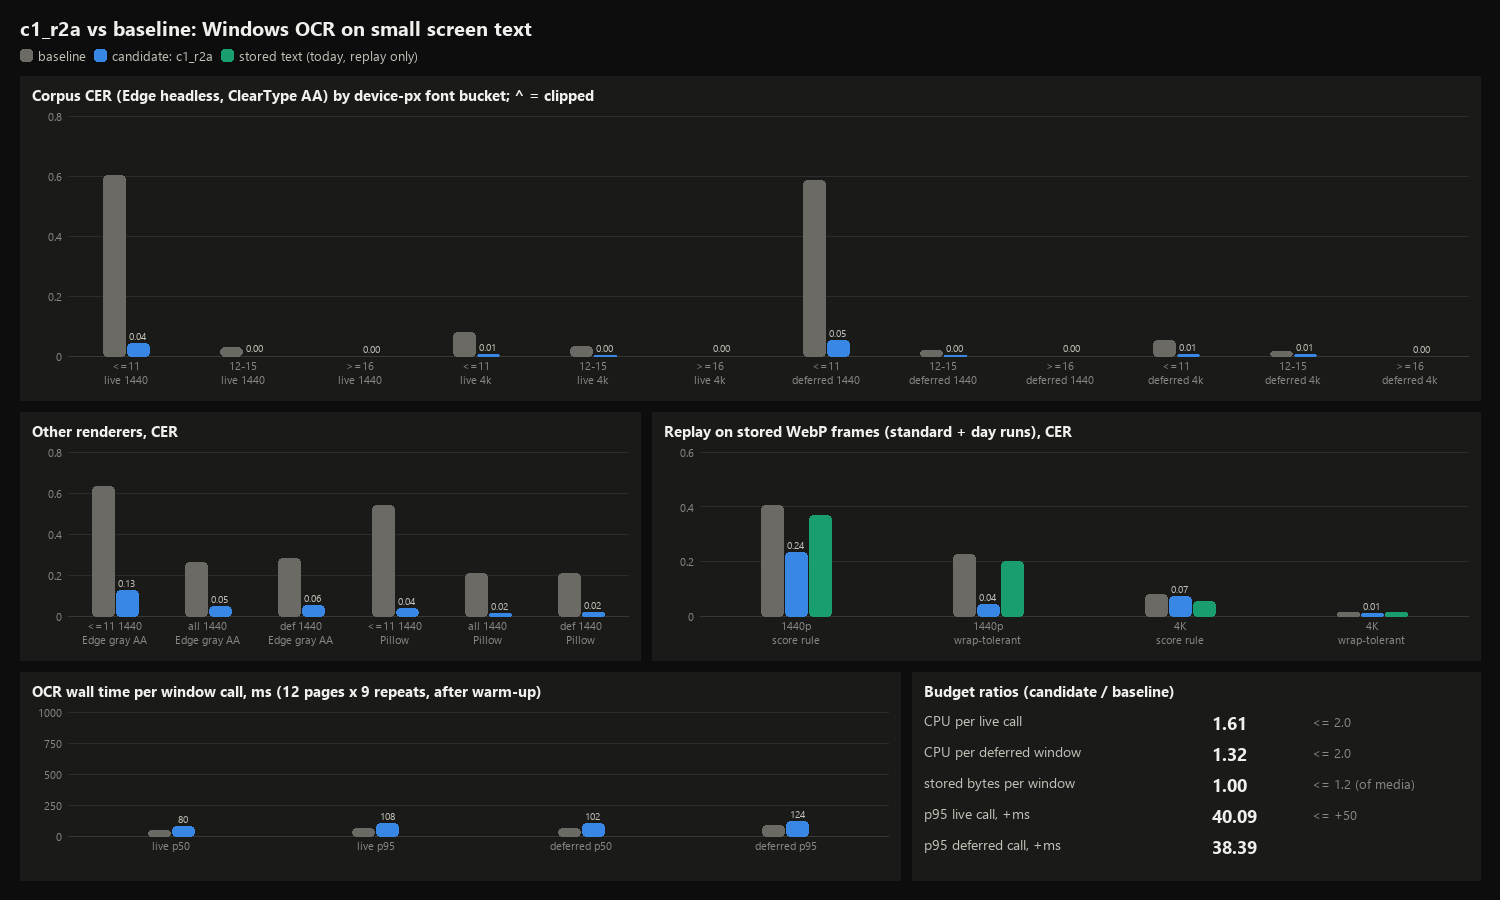 c1_r2a vs baseline: Windows OCR on small screen text
baseline candidate: c1_r2a stored text (today, replay only)
Corpus CER (Edge headless, ClearType AA) by device-px font bucket; ^ = clipped
0.8
0.6
0.4
0.2
0
0.04 0.00 0.00 0.01 0.00 0.00 0.05 0.00 0.00 0.01 0.01 0.00
<=11 12-15 >=16 <=11 12-15 >=16 <=11 12-15 >=16 <=11 12-15 >=16
live 1440 live 1440 live 1440 live 4k live 4k live 4k deferred 1440 deferred 1440 deferred 1440 deferred 4k deferred 4k deferred 4k
Other renderers, CER
0.8
0.6
0.4
0.2
0
0.13 0.05 0.06 0.04 0.02 0.02
<=11 1440 all 1440 def 1440 <=11 1440 all 1440 def 1440
Edge gray AA Edge gray AA Edge gray AA Pillow Pillow Pillow
Replay on stored WebP frames (standard + day runs), CER
0.6
0.4
0.2
0
0.24 0.04 0.07 0.01
1440p 1440p 4K 4K
score rule wrap-tolerant score rule wrap-tolerant
OCR wall time per window call, ms (12 pages x 9 repeats, after warm-up)
1000
750
500
250
0
80 108 102 124
live p50 live p95 deferred p50 deferred p95
Budget ratios (candidate / baseline)
CPU per live call 1.61 <= 2.0
CPU per deferred window 1.32 <= 2.0
stored bytes per window 1.00 <= 1.2 (of media)
p95 live call, +ms 40.09 <= +50
p95 deferred call, +ms 38.39